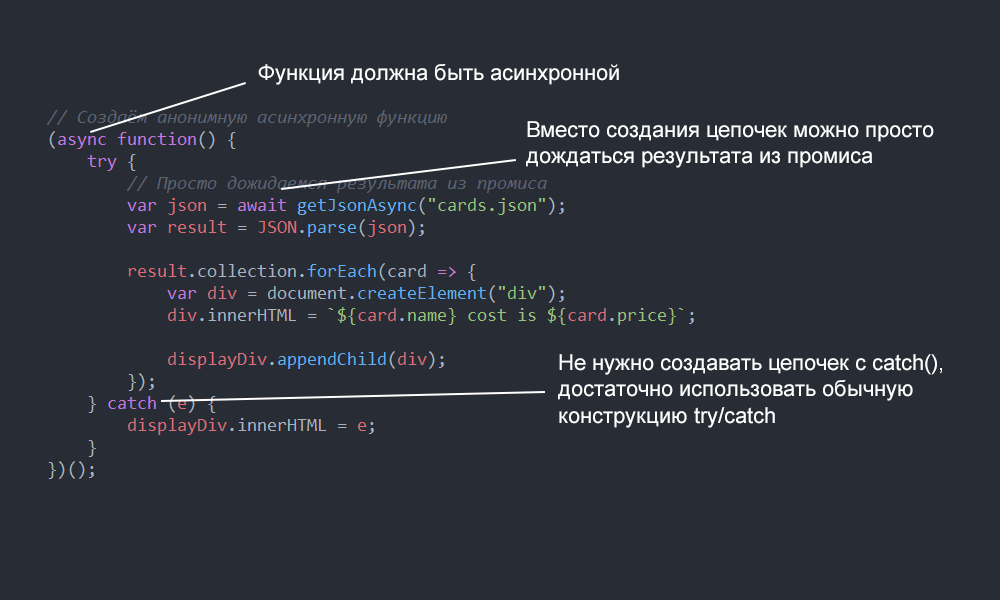 Функция должна быть асинхронной
// Создаём анонимную асинхронную функцию
(async function() {
Вместо создания цепочек можно просто
дождаться результата из промиса
try {
// Просто дожидаемся результата из промиса
var json = await getJsonAsync("cards.json");
var result = JSON.parse(json);
result.collection.forEach(card => {
var div = document.createElement("div");
div.innerHTML = `${card.name} cost is ${card.price}`;
displayDiv.appendChild(div);
});
Не нужно создавать цепочек с catch(),
достаточно использовать обычную
конструкцию try/catch
} catch (e) {
displayDiv.innerHTML = e;
}
})();